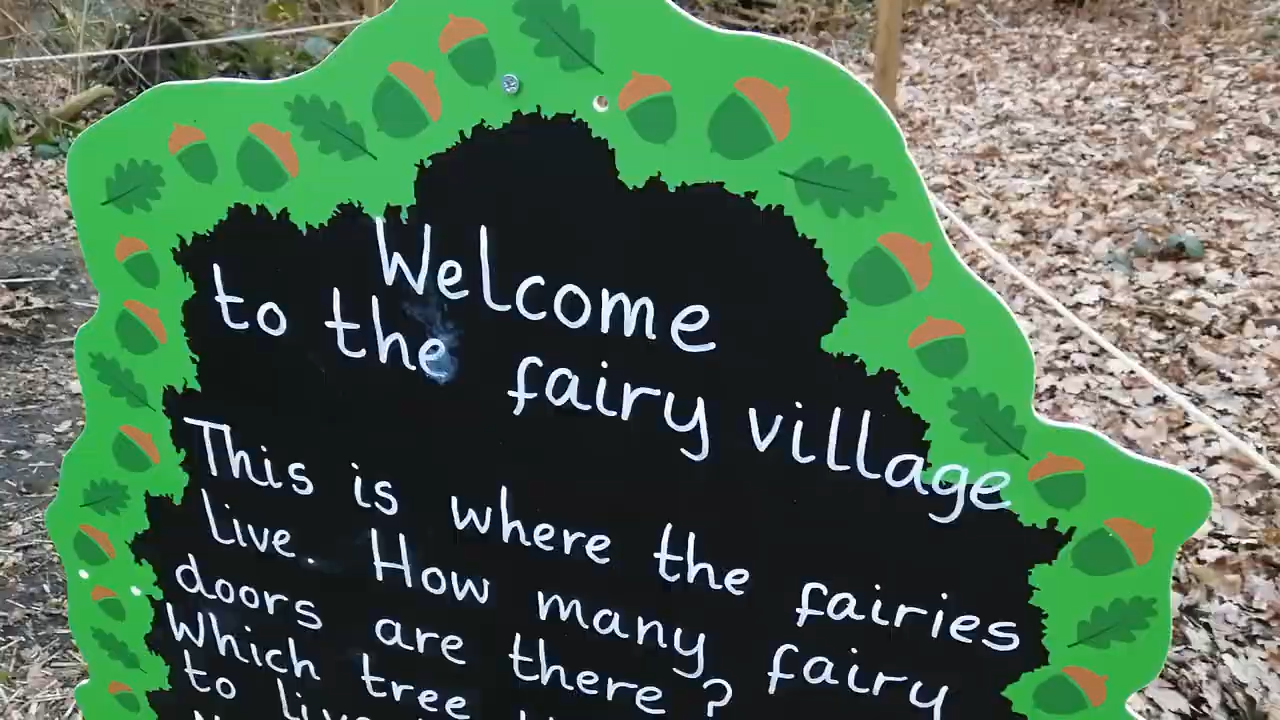 Welcome
to the fairy village
This is where the fairies
live. How many fairy
doors are there?
Which tree
to live